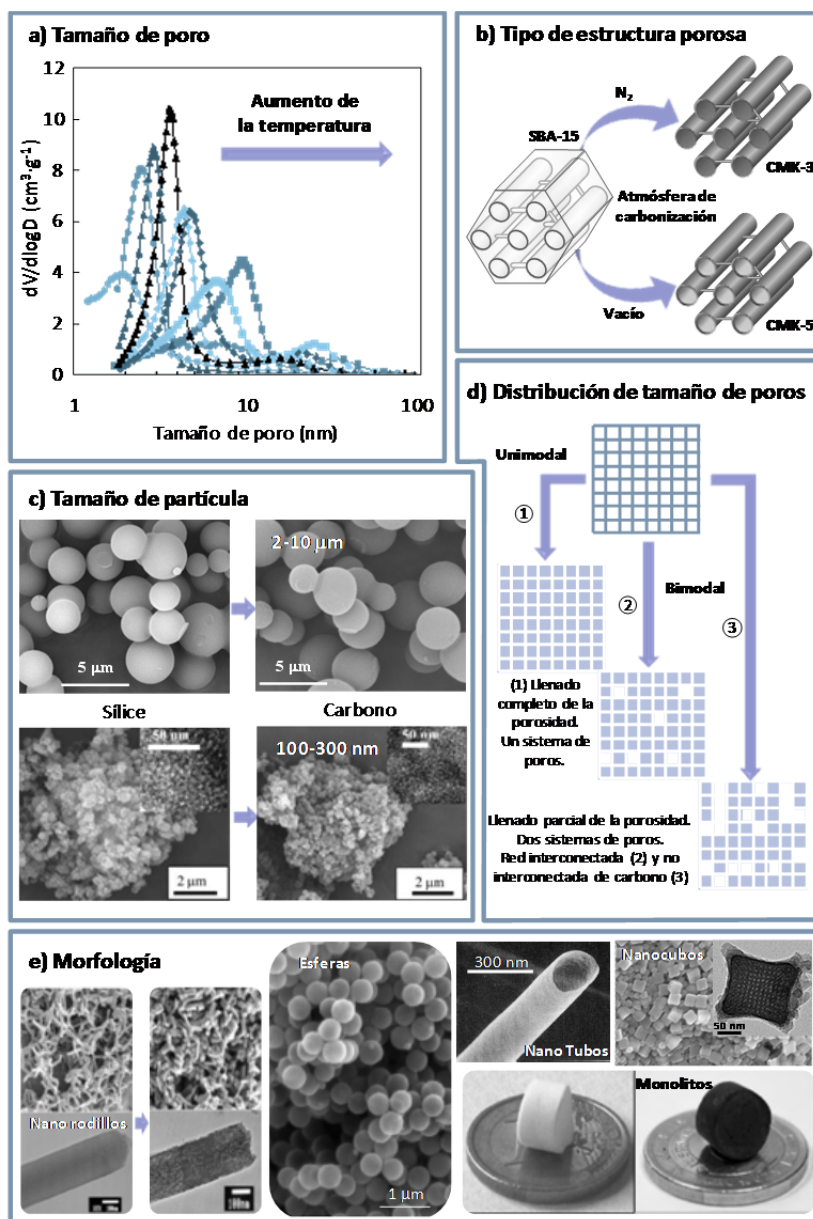 a) Tamaño de poro
12
10
8
6
4
2
0
dV/dlogD (cm³·g⁻¹)
Aumento de
la temperatura
1
10
100
Tamaño de poro (nm)
b) Tipo de estructura porosa
N₂
SBA-15
CMK-3
Atmósfera de
carbonización
Vacío
CMK-5
c) Tamaño de partícula
2-10 μm
5 μm
5 μm
Sílice
Carbono
50 nm
100-300 nm
50 nm
2 μm
2 μm
d) Distribución de tamaño de poros
Unimodal
①
Bimodal
②
③
(1) Llenado
completo de la
porosidad.
Un sistema de
poros.
Llenado parcial de la porosidad.
Dos sistemas de poros.
Red interconectada (2) y no
interconectada de carbono (3)
e) Morfología
Nano rodillos
Esferas
1 μm
300 nm
Nano Tubos
Nanocubos
50 nm
Monolitos